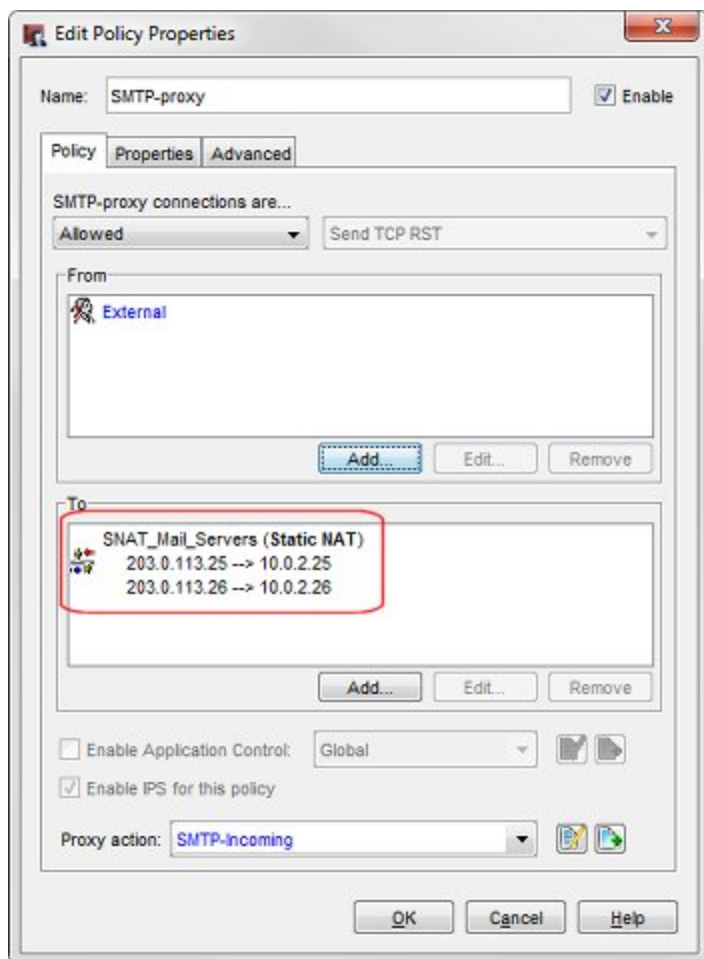 Edit Policy Properties
Name: SMTP-proxy Enable
Policy Properties Advanced
SMTP-proxy connections are...
Allowed Send TCP RST
From
External
Add... Edit... Remove
To
SNAT_Mail_Servers (Static NAT)
203.0.113.25 --> 10.0.2.25
203.0.113.26 --> 10.0.2.26
Add... Edit... Remove
Enable Application Control: Global
Enable IPS for this policy
Proxy action: SMTP-Incoming
OK Cancel Help